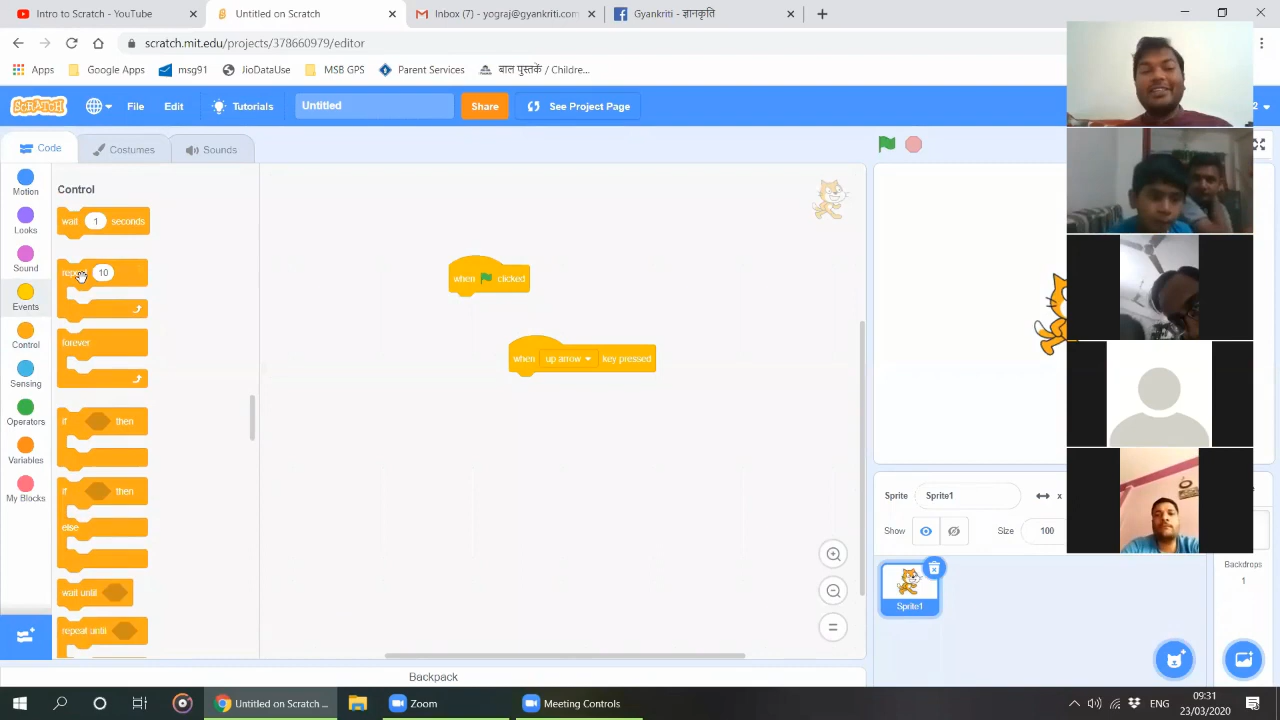 Intro to Scratch - YouTube
Untitled on Scratch
Inbox (7) - yograj@gyankriti.com
Gyankriti - ज्ञानकृति
scratch.mit.edu/projects/378660979/editor
Apps
Google Apps
msg91
JioDataUse
MSB GPS
Parent Services
बाल पुस्तकें / Childre...
SCRATCH
File
Edit
Tutorials
Untitled
Share
See Project Page
Code
Costumes
Sounds
Motion
Looks
Sound
Events
Control
Sensing
Operators
Variables
My Blocks
Control
wait 1 seconds
10
forever
if then
if then
else
wait until
repeat until
when clicked
when up arrow key pressed
Sprite
Sprite1
x
Show
Size
100
Sprite1
Backdrops
1
Backpack
Untitled on Scratch ...
Zoom
Meeting Controls
ENG
09:31
23/03/2020